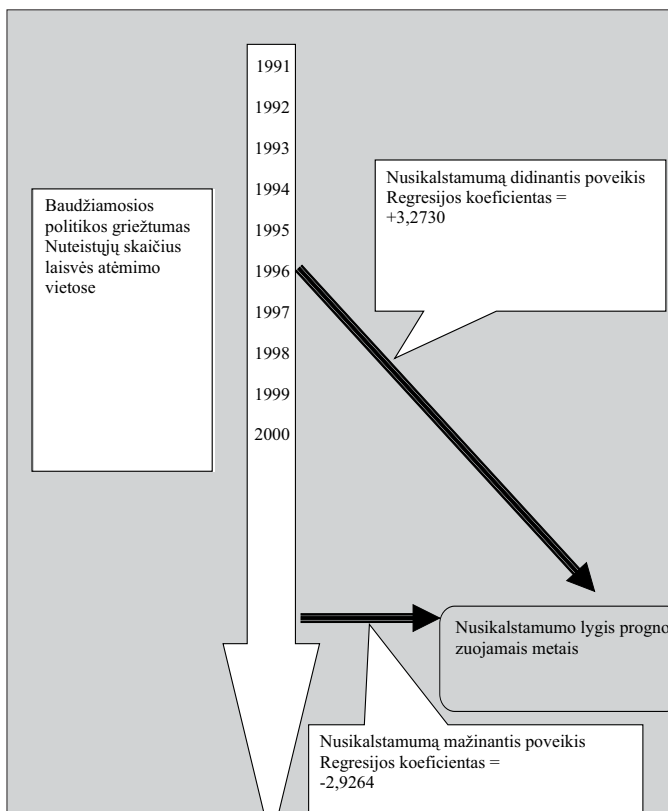 1991
1992
1993
1994
1995
1996
1997
1998
1999
2000
Baudžiamosios
politikos griežtumas
Nuteistųjų skaičius
laisvės atėmimo
vietose
Nusikalstamumą didinantis poveikis
Regresijos koeficientas =
+3,2730
Nusikalstamumo lygis progno
zuojamais metais
Nusikalstamumą mažinantis poveikis
Regresijos koeficientas =
-2,9264